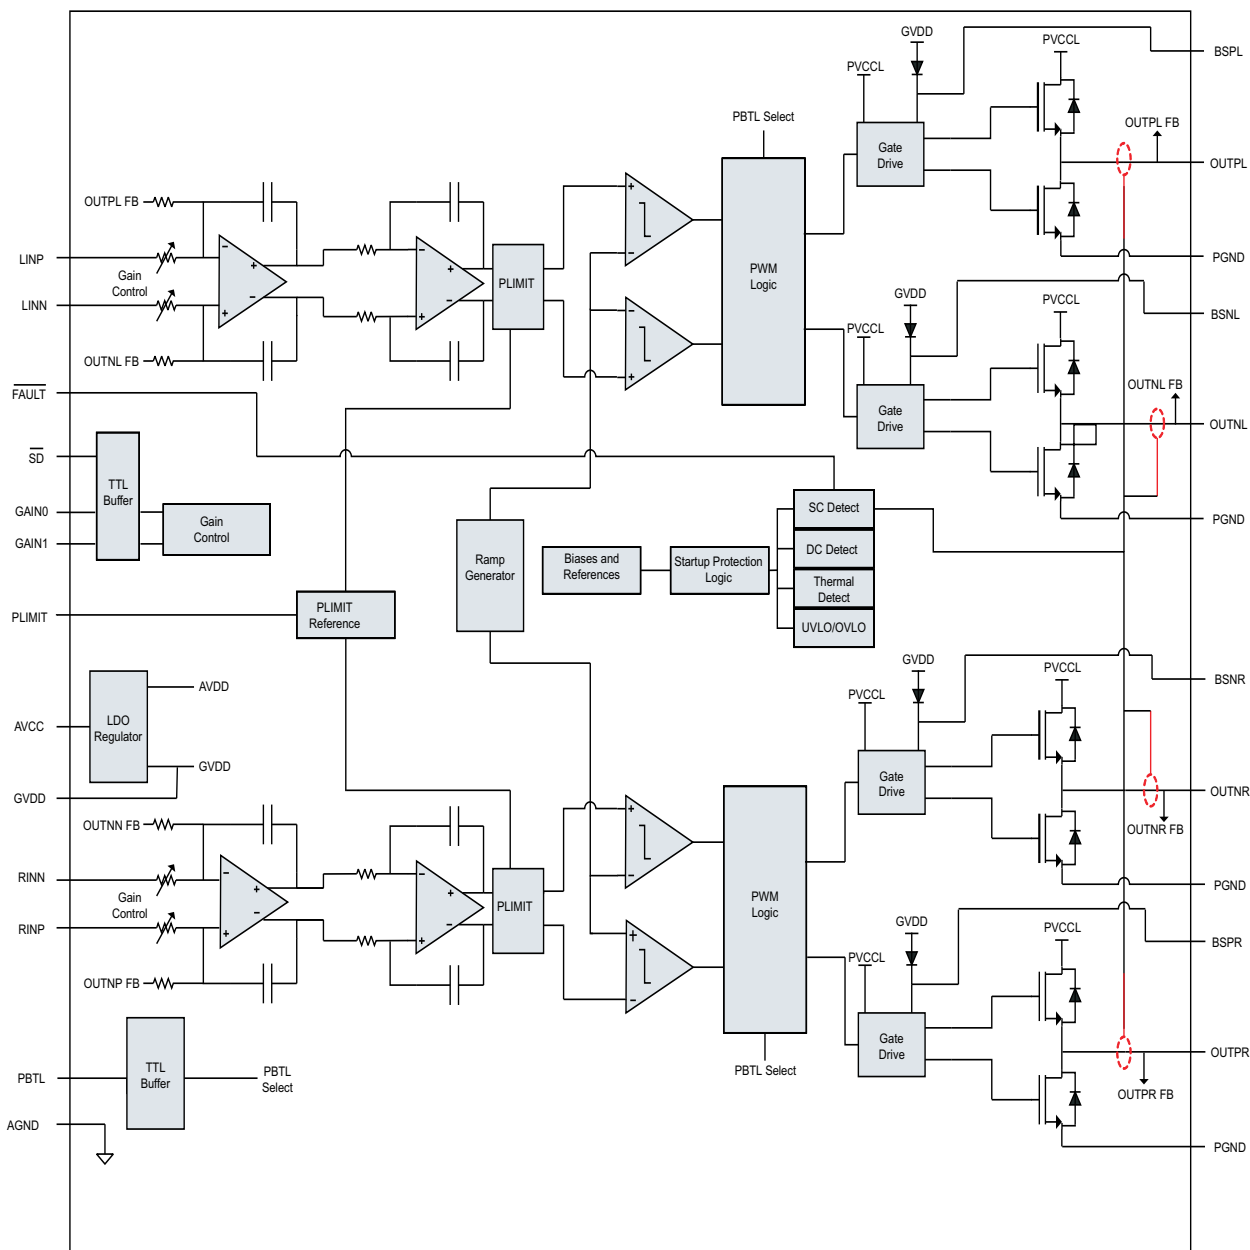 GVDD
PVCCL
BSPL
PVCCL
PBTL Select
OUTPL FB
Gate
Drive
OUTPL
OUTPL FB
LINP
Gain
Control
PLIMIT
PWM
Logic
PGND
LINN
GVDD
PVCCL
BSNL
PVCCL
OUTNL FB
FAULT
OUTNL FB
Gate
Drive
OUTNL
SD
TTL
Buffer
GAIN0
Gain
Control
GAIN1
SC Detect
PGND
Ramp
Generator
Biases and
References
Startup Protection
Logic
DC Detect
Thermal
Detect
UVLO/OVLO
PLIMIT
PLIMIT
Reference
GVDD
PVCCL
BSNR
AVDD
PVCCL
AVCC
LDO
Regulator
GVDD
Gate
Drive
GVDD
OUTNR
OUTNN FB
OUTNR FB
RINN
Gain
Control
PLIMIT
PWM
Logic
PGND
RINP
GVDD
PVCCL
BSPR
PVCCL
OUTNP FB
Gate
Drive
OUTPR
PBTL
TTL
Buffer
PBTL
Select
PBTL Select
OUTPR FB
AGND
PGND
+
−
+
−
+
−
+
−
+
−
−
+
−
+
+
−
−
+
+
−
+
−
+
−